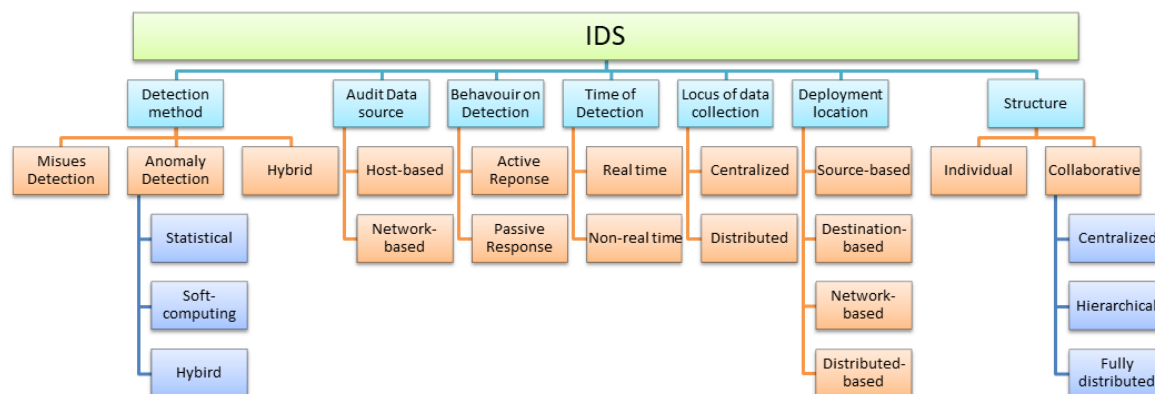 IDS
Detection
method
Audit Data
source
Behavour on
Detection
Time of
Detection
Locus of data
collection
Deployment
location
Structure
Misues
Detection
Anomaly
Detection
Hybrid
Host-based
Active
Reponse
Real time
Centralized
Source-based
Individual
Collaborative
Statistical
Network-
based
Passive
Response
Non-real time
Distributed
Destination-
based
Centralized
Soft-
computing
Network-
based
Hierarchical
Hybird
Distributed-
based
Fully
distributed